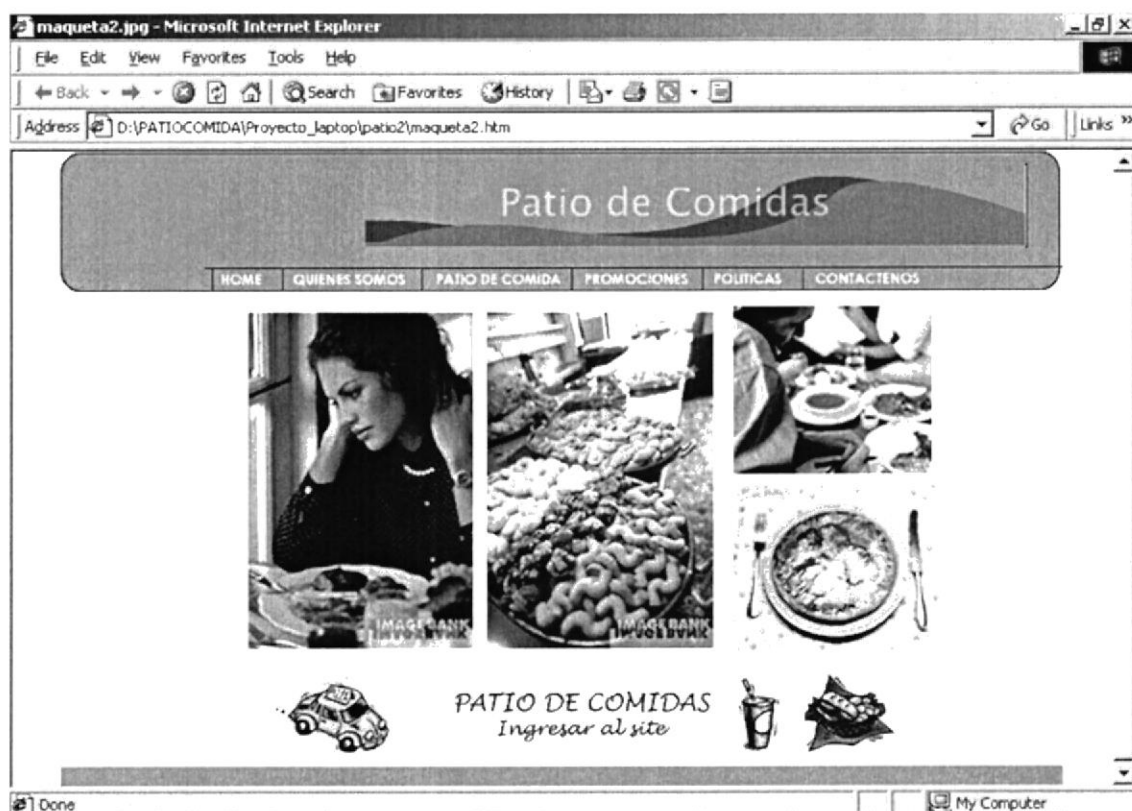 maqueta2.jpg - Microsoft Internet Explorer
File Edit View Favorites Tools Help
Back Search Favorites History
Address D:\PATIOCOMIDA\Proyecto_laptop\patio2\maqueta2.htm Go Links »
Patio de Comidas
HOME QUIENES SOMOS PATIO DE COMIDA PROMOCIONES POLITICAS CONTACTENOS
IMAGE BANK IMAGE BANK
PATIO DE COMIDAS
Ingresar al site
Done My Computer